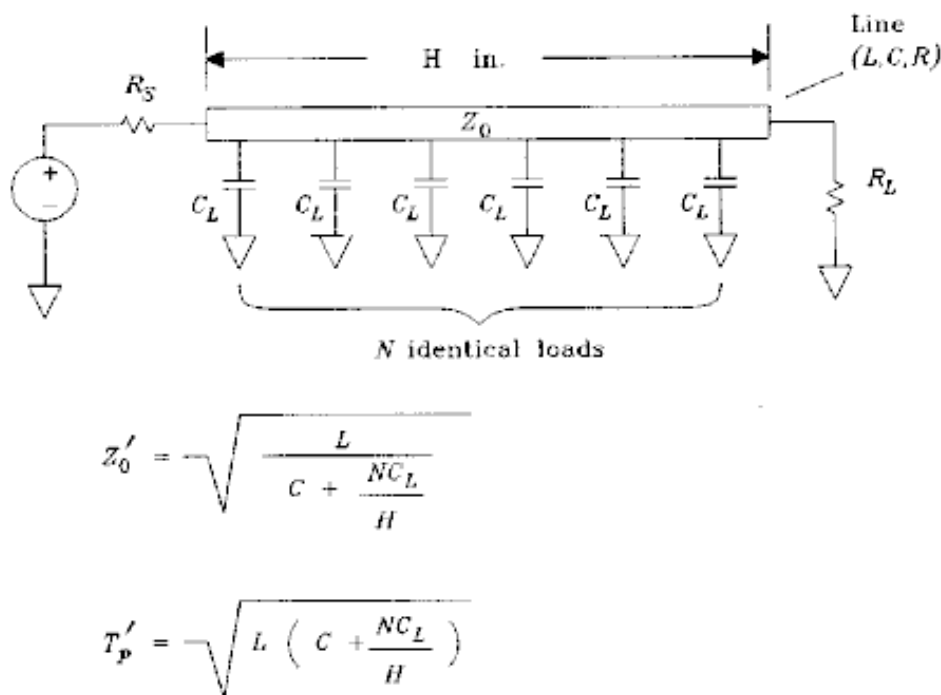 H in.
Line
(L,C,R)
R_S
Z_0
+
−
C_L C_L C_L C_L C_L C_L
R_L
N identical loads
Z_0' = √(L / (C + NC_L/H))
T_p' = √(L (C + NC_L/H))